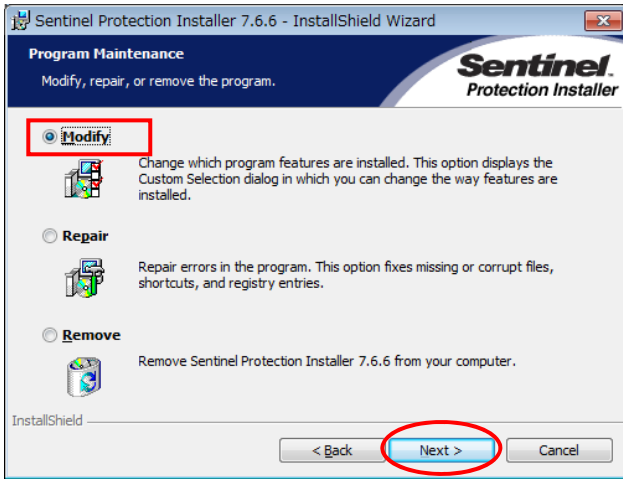 Sentinel Protection Installer 7.6.6 - InstallShield Wizard
Program Maintenance
Modify, repair, or remove the program.
Sentinel.
Protection Installer
Modify
Change which program features are installed. This option displays the
Custom Selection dialog in which you can change the way features are
installed.
Repair
Repair errors in the program. This option fixes missing or corrupt files,
shortcuts, and registry entries.
Remove
Remove Sentinel Protection Installer 7.6.6 from your computer.
InstallShield
< Back
Next >
Cancel